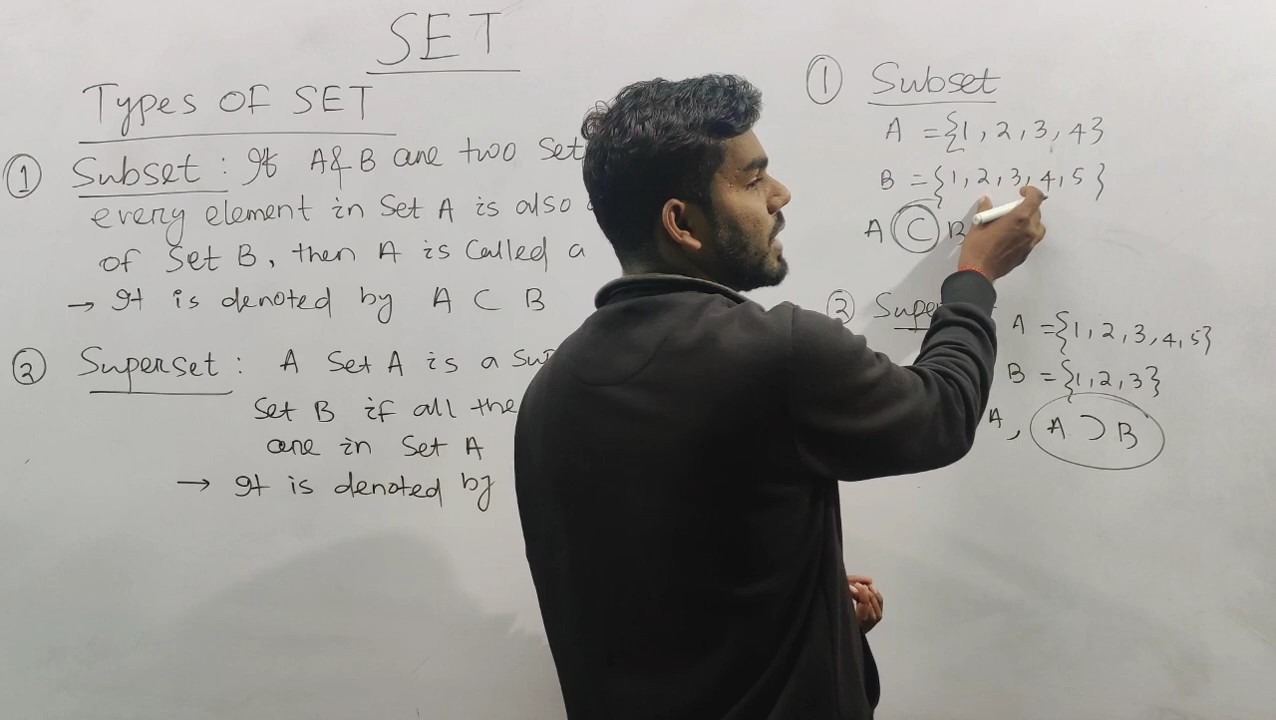 SET
Types OF SET
① Subset : If A & B are two set
every element in Set A is also
of Set B, then A is called a
→ It is denoted by A ⊂ B
② Superset : A Set A is a
Set B if all the
are in Set A
→ It is denoted by
① Subset
A = {1, 2, 3, 4}
B = {1, 2, 3, 4, 5}
A ⊂ B
②
A = {1, 2, 3, 4, 5}
B = {1, 2, 3}
A, A ⊃ B